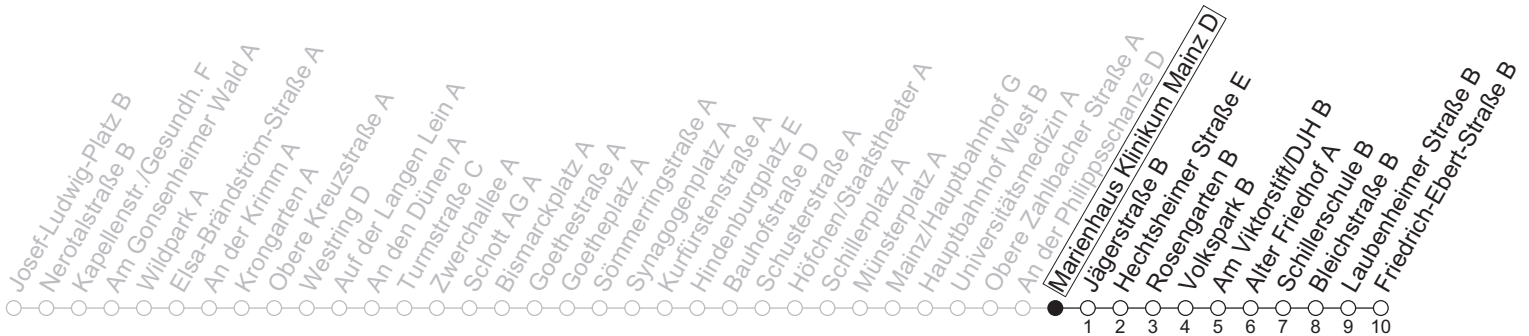 Josef-Ludwig-Platz B
Nerotalstraße B
Kapellenstr./Gesundh. F
Am Gonsenheimer Wald A
Wildpark A
Elsa-Brändström-Straße A
An der Krimm A
Krongarten A
Obere Kreuzstraße A
Westring D
Auf der Langen Lein A
An den Dünen A
Turmstraße C
Zwerchallee A
Schott AG A
Bismarckplatz A
Goethestraße A
Goetheplatz A
Sömmerringstraße A
Synagogenplatz A
Kurfürstenstraße A
Hindenburgplatz E
Bauhofstraße D
Schusterstraße A
Höfchen/Staatstheater A
Schillerplatz A
Münsterplatz A
Mainz/Hauptbahnhof G
Hauptbahnhof West B
Universitätsmedizin A
Obere Zahlbacher Straße A
An der Philippsschanze D
Marienhaus Klinikum Mainz D
Jägerstraße B
Hechtsheimer Straße E
Rosengarten B
Volkspark B
Am Viktorstift/DJH B
Alter Friedhof A
Schillerschule B
Bleichstraße B
Laubenheimer Straße B
Friedrich-Ebert-Straße B
1 2 3 4 5 6 7 8 9 10